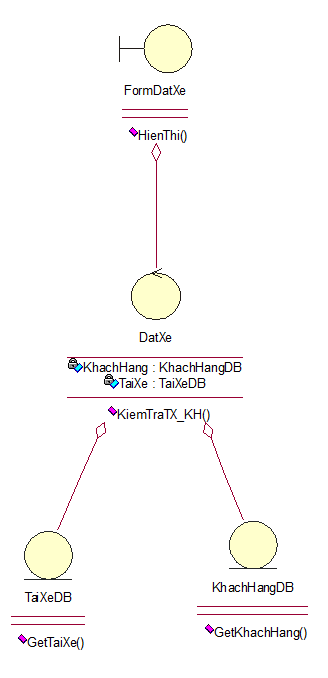 FormDatXe
HienThi()
DatXe
KhachHang : KhachHangDB
TaiXe : TaiXeDB
KiemTraTX_KH()
TaiXeDB
GetTaiXe()
KhachHangDB
GetKhachHang()